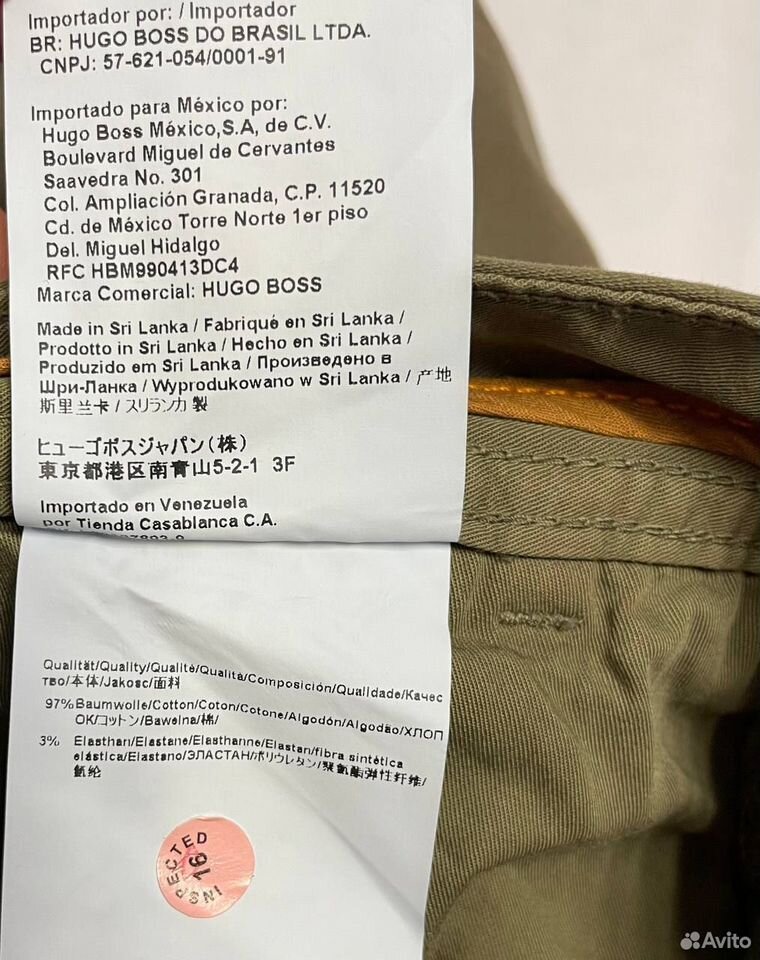 Importador por: / Importador
BR: HUGO BOSS DO BRASIL LTDA.
CNPJ: 57-621-054/0001-91
Importado para México por:
Hugo Boss México,S.A, de C.V.
Boulevard Miguel de Cervantes
Saavedra No. 301
Col. Ampliación Granada, C.P. 11520
Cd. de México Torre Norte 1er piso
Del. Miguel Hidalgo
RFC HBM990413DC4
Marca Comercial: HUGO BOSS
Made in Sri Lanka / Fabriqué en Sri Lanka /
Prodotto in Sri Lanka / Hecho en Sri Lanka /
Produzido em Sri Lanka / Произведено в
Шри-Ланка / Wyprodukowano w Sri Lanka / 产地
斯里兰卡 / スリランカ 製
ヒューゴボスジャパン(株)
東京都港区南青山5-2-1 3F
Importado en Venezuela
por Tienda Casablanca C.A.
Qualität/Quality/Qualité/Qualità/Composición/Qualidade/Качес
тво/本体/Jakość/面料
97% Baumwolle/Cotton/Coton/Cotone/Algodón/Algodão/ХЛОП
ОК/コットン/Bawełna/棉/
3% Elasthan/Elastane/Elasthanne/Elastan/fibra sintética
elástica/Elastano/ЭЛАСТАН/ポリウレタン/聚氨酯弹性纤维/
氨纶
INSPECTED
16
Avito